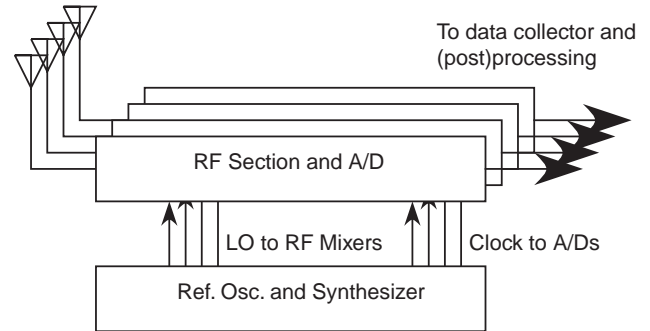 To data collector and
(post)processing
RF Section and A/D
LO to RF Mixers
Clock to A/Ds
Ref. Osc. and Synthesizer